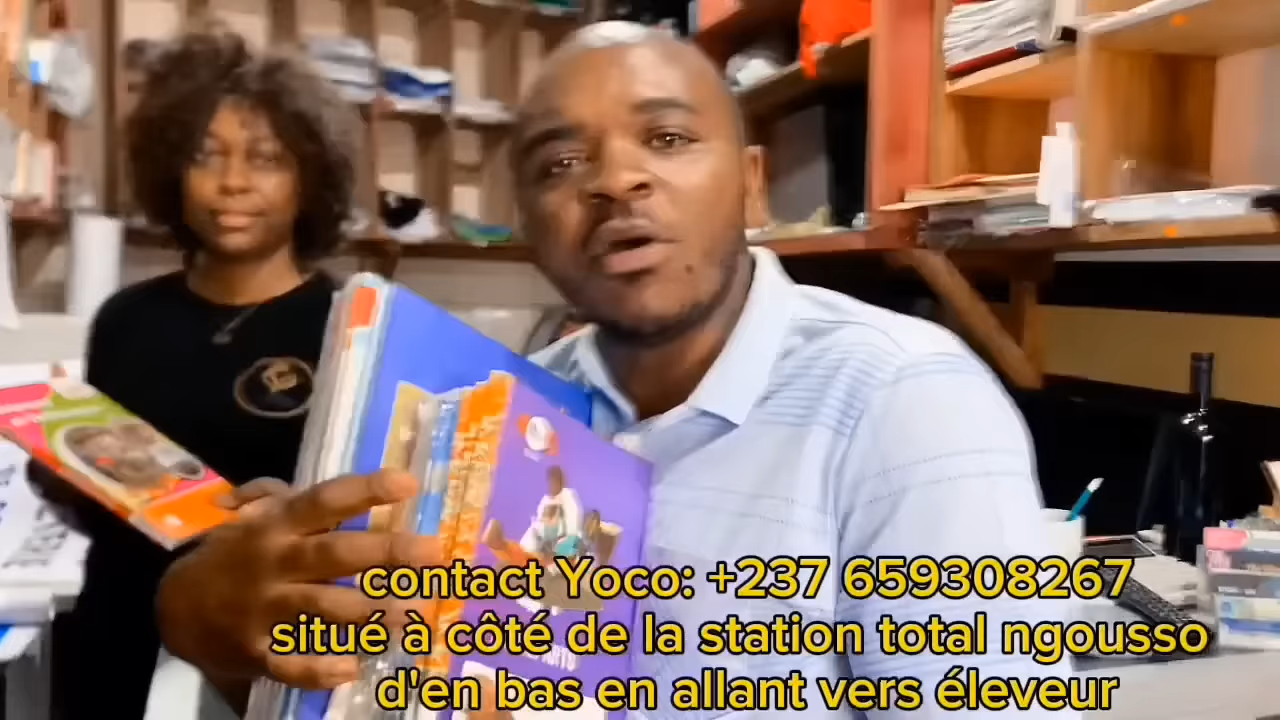 contact Yoco: +237 659308267
situé à côté de la station total ngousso
d'en bas en allant vers éleveur